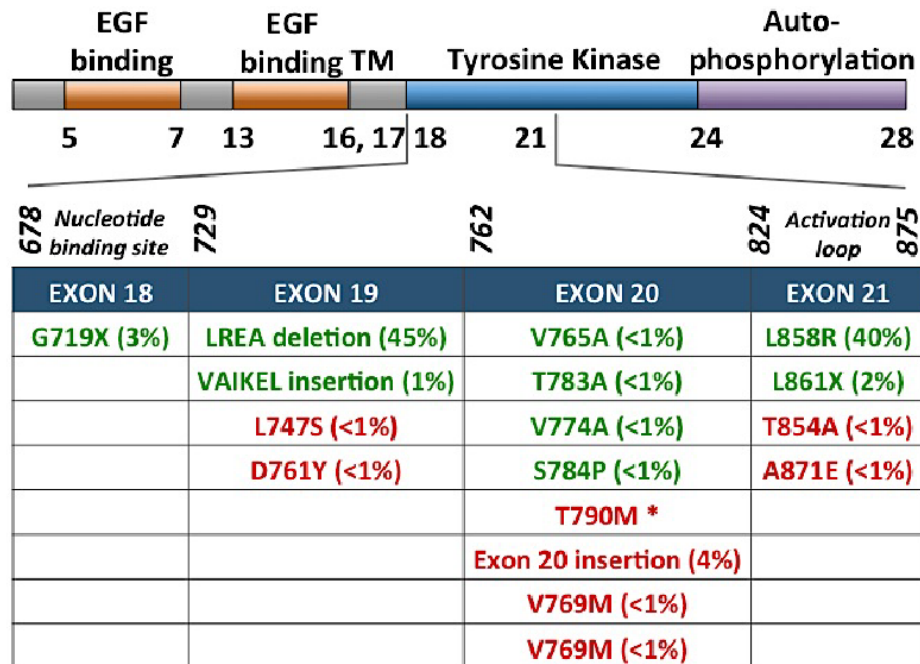 EGF binding
EGF binding
TM
Tyrosine Kinase
Auto-phosphorylation
5 7 13 16, 17 18 21 24 28
678 Nucleotide binding site 729 762 824 Activation loop 875
EXON 18 EXON 19 EXON 20 EXON 21
G719X (3%) LREA deletion (45%) V765A (<1%) L858R (40%)
VAIKEL insertion (1%) T783A (<1%) L861X (2%)
L747S (<1%) V774A (<1%) T854A (<1%)
D761Y (<1%) S784P (<1%) A871E (<1%)
T790M *
Exon 20 insertion (4%)
V769M (<1%)
V769M (<1%)